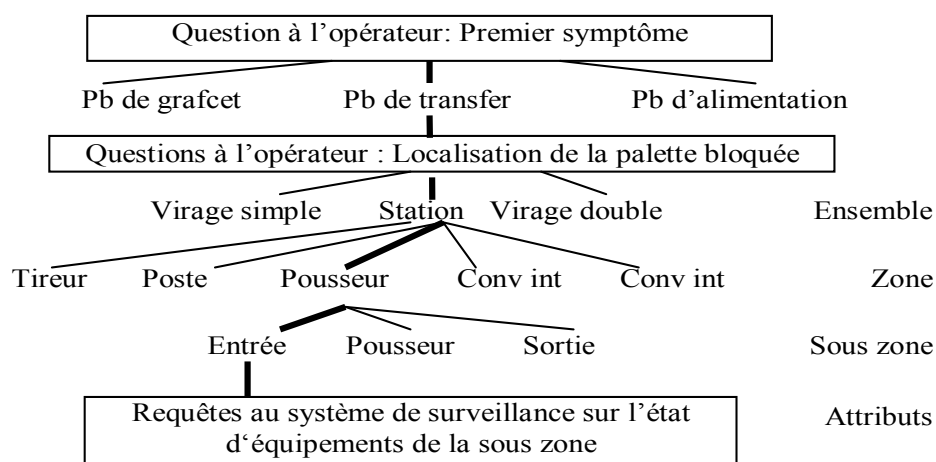 Question à l’opérateur: Premier symptôme
Pb de grafcet Pb de transfer Pb d’alimentation
Questions à l’opérateur : Localisation de la palette bloquée
Virage simple Station Virage double Ensemble
Tireur Poste Pousseur Conv int Conv int Zone
Entrée Pousseur Sortie Sous zone
Requêtes au système de surveillance sur l’état Attributs
d‘équipements de la sous zone